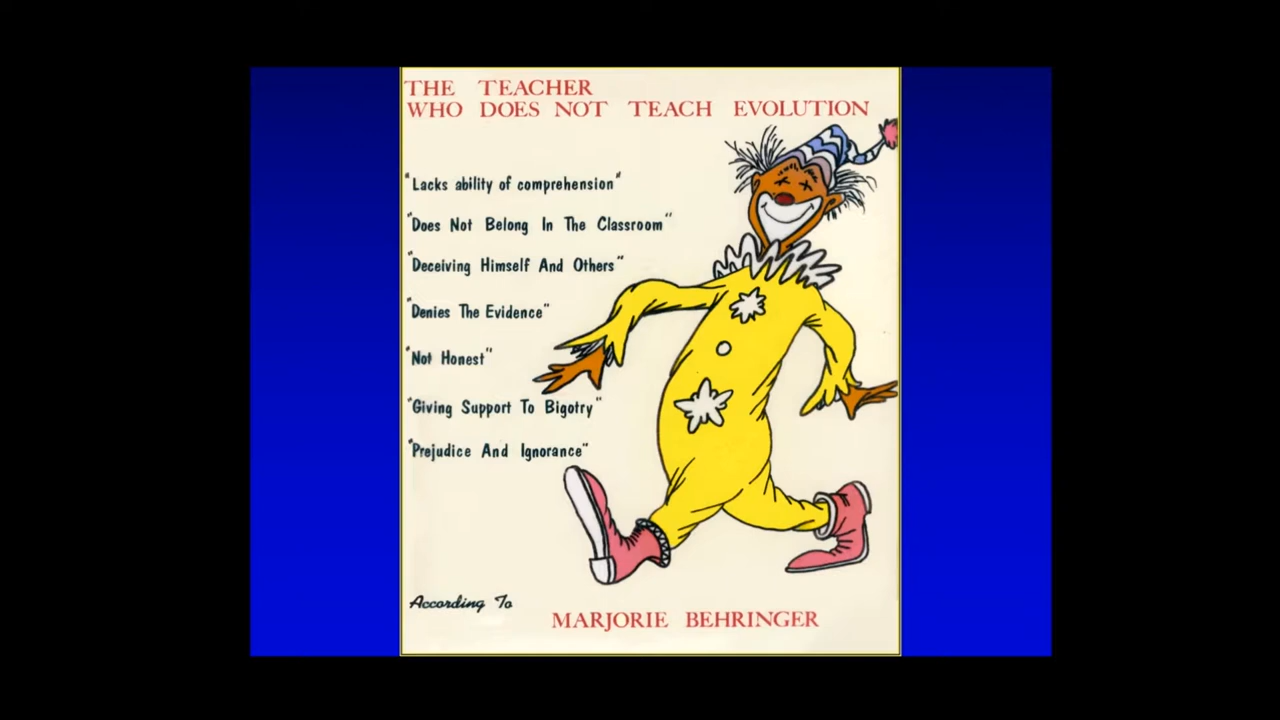 THE TEACHER
WHO DOES NOT TEACH EVOLUTION
"Lacks ability of comprehension"
"Does Not Belong In The Classroom"
"Deceiving Himself And Others"
"Denies The Evidence"
"Not Honest"
"Giving Support To Bigotry"
"Prejudice And Ignorance"
According To
MARJORIE BEHRINGER